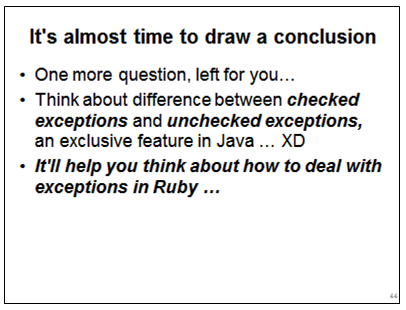 It's almost time to draw a conclusion
• One more question, left for you…
• Think about difference between checked
exceptions and unchecked exceptions,
an exclusive feature in Java … XD
• It'll help you think about how to deal with
exceptions in Ruby …
44